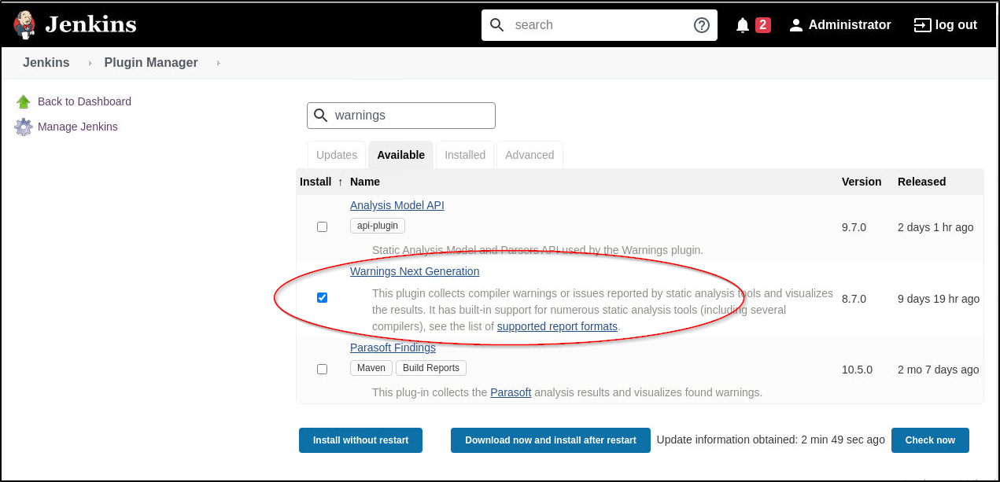 Jenkins
search
2
Administrator
log out
Jenkins
Plugin Manager
Back to Dashboard
Manage Jenkins
warnings
Updates
Available
Installed
Advanced
Install ↑ Name Version Released
Analysis Model API
api-plugin
9.7.0 2 days 1 hr ago
Static Analysis Model and Parsers API used by the Warnings plugin.
Warnings Next Generation
This plugin collects compiler warnings or issues reported by static analysis tools and visualizes
the results. It has built-in support for numerous static analysis tools (including several
compilers), see the list of supported report formats.
8.7.0 9 days 19 hr ago
Parasoft Findings
Maven Build Reports
10.5.0 2 mo 7 days ago
This plug-in collects the Parasoft analysis results and visualizes found warnings.
Install without restart
Download now and install after restart
Update information obtained: 2 min 49 sec ago
Check now